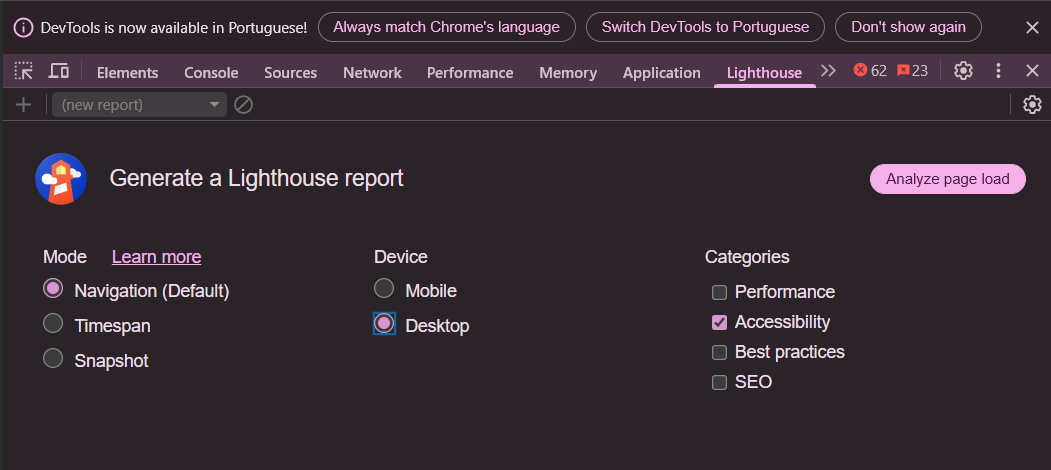 DevTools is now available in Portuguese! Always match Chrome's language Switch DevTools to Portuguese Don't show again
Elements Console Sources Network Performance Memory Application Lighthouse 62 23
(new report)
Generate a Lighthouse report Analyze page load
Mode Learn more Device Categories
Navigation (Default) Mobile Performance
Timespan Desktop Accessibility
Snapshot Best practices
SEO